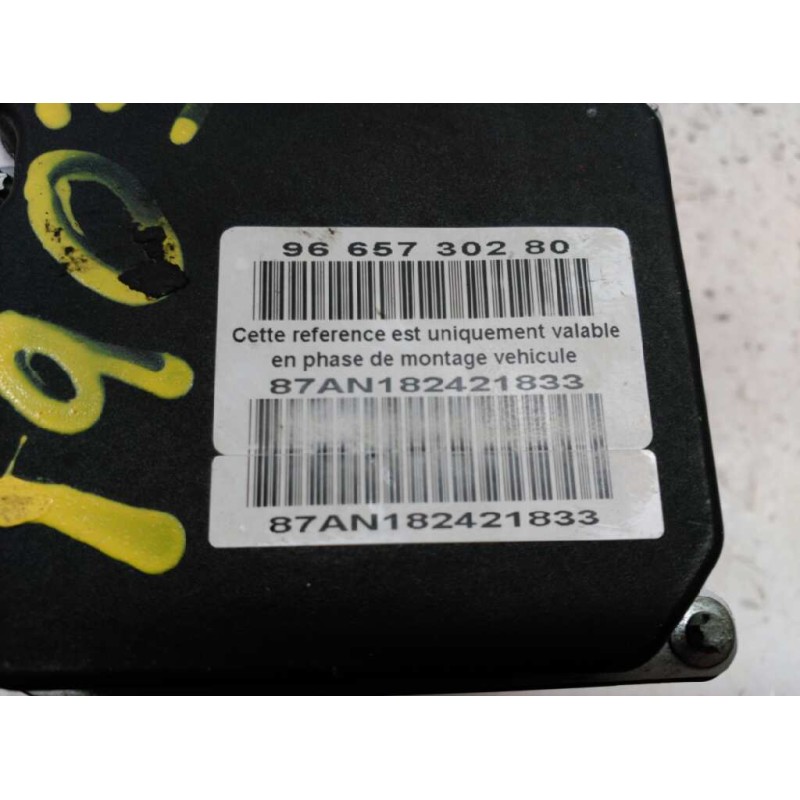 96 657 302 80
Cette reference est uniquement valable
en phase de montage vehicule
87AN182421833
87AN182421833